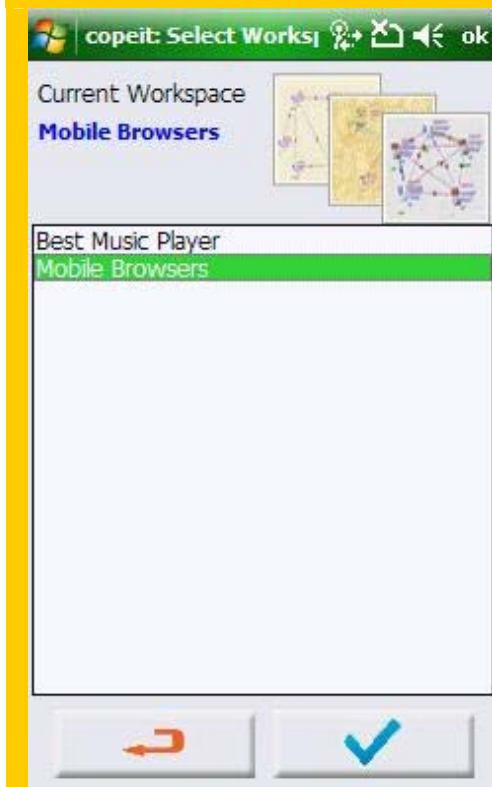 copeit: Select Works ok
Current Workspace
Mobile Browsers
Best Music Player
Mobile Browsers